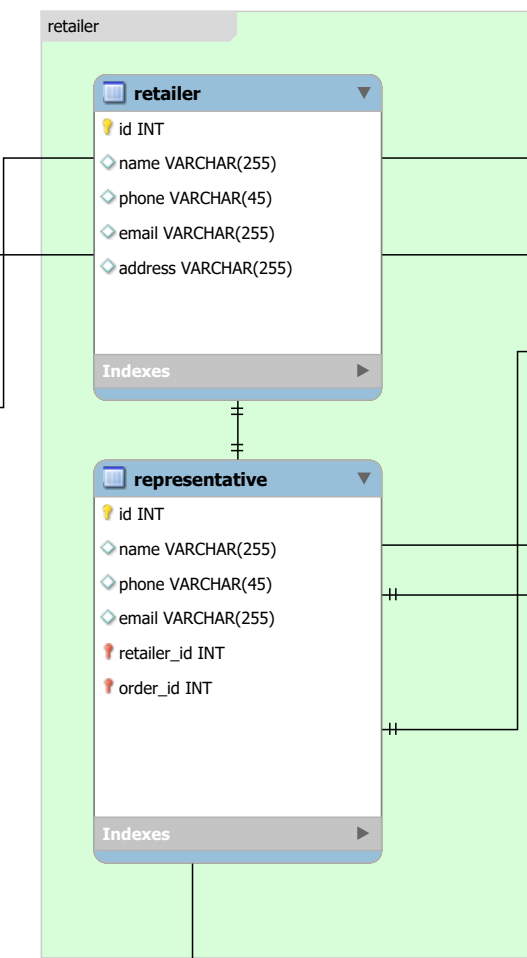 retailer
retailer
id INT
name VARCHAR(255)
phone VARCHAR(45)
email VARCHAR(255)
address VARCHAR(255)
Indexes
representative
id INT
name VARCHAR(255)
phone VARCHAR(45)
email VARCHAR(255)
retailer_id INT
order_id INT
Indexes